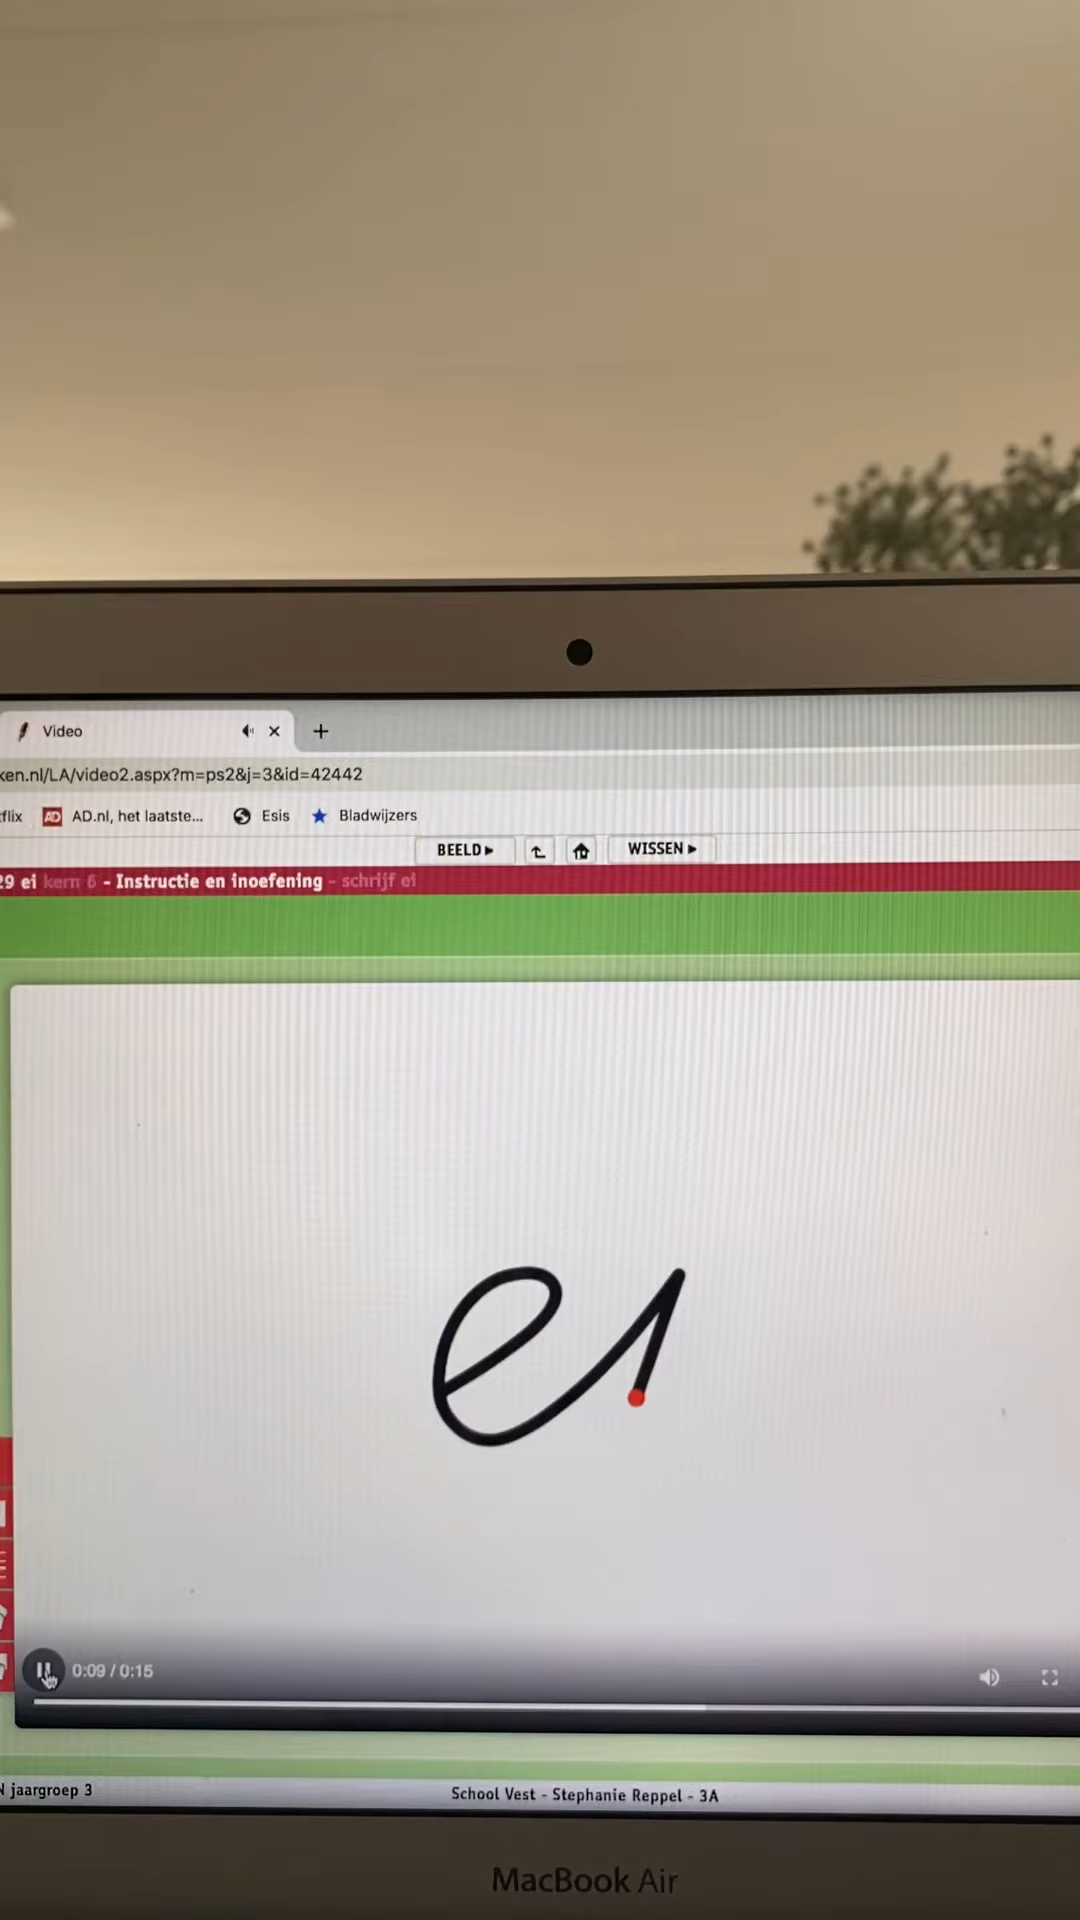 Video
ken.nl/LA/video2.aspx?m=ps2&j=3&id=42442
flix AD AD.nl, het laatste... Esis Bladwijzers
BEELD WISSEN
29 ei kern 6 - Instructie en inoefening - schrijf ei
0:09 / 0:15
jaargroep 3 School Vest - Stephanie Reppel - 3A
MacBook Air